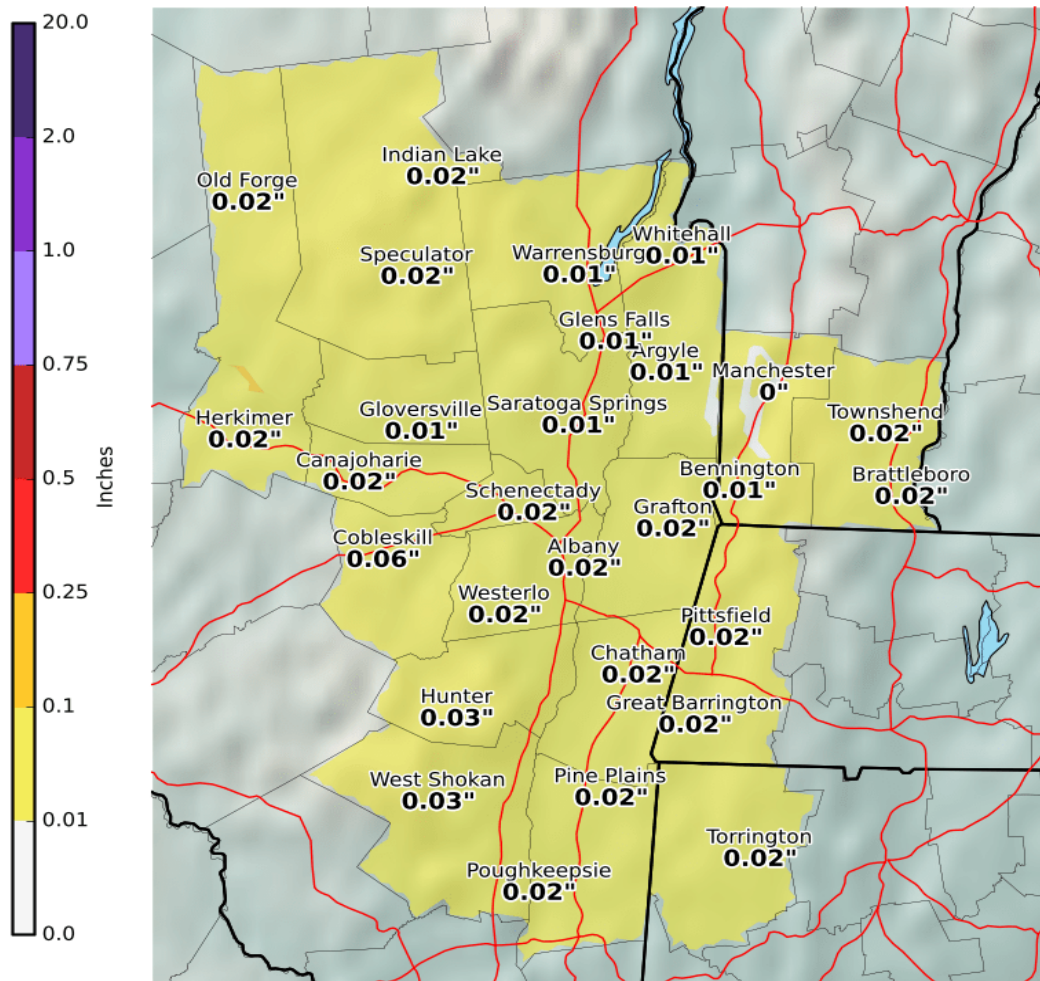 20.0
2.0
1.0
0.75
0.5
0.25
0.1
0.01
0.0
Inches
Indian Lake
0.02"
Old Forge
0.02"
Whitehall
0.01"
Speculator
0.02"
Warrensburg
0.01"
Glens Falls
0.01"
Argyle
0.01"
Manchester
0"
Saratoga Springs
0.01"
Gloversville
0.01"
Townshend
0.02"
Herkimer
0.02"
Canajoharie
0.02"
Bennington
0.01"
Brattleboro
0.02"
Schenectady
0.02"
Grafton
0.02"
Cobleskill
0.06"
Albany
0.02"
Westerlo
0.02"
Pittsfield
0.02"
Chatham
0.02"
Hunter
0.03"
Great Barrington
0.02"
West Shokan
0.03"
Pine Plains
0.02"
Torrington
0.02"
Poughkeepsie
0.02"